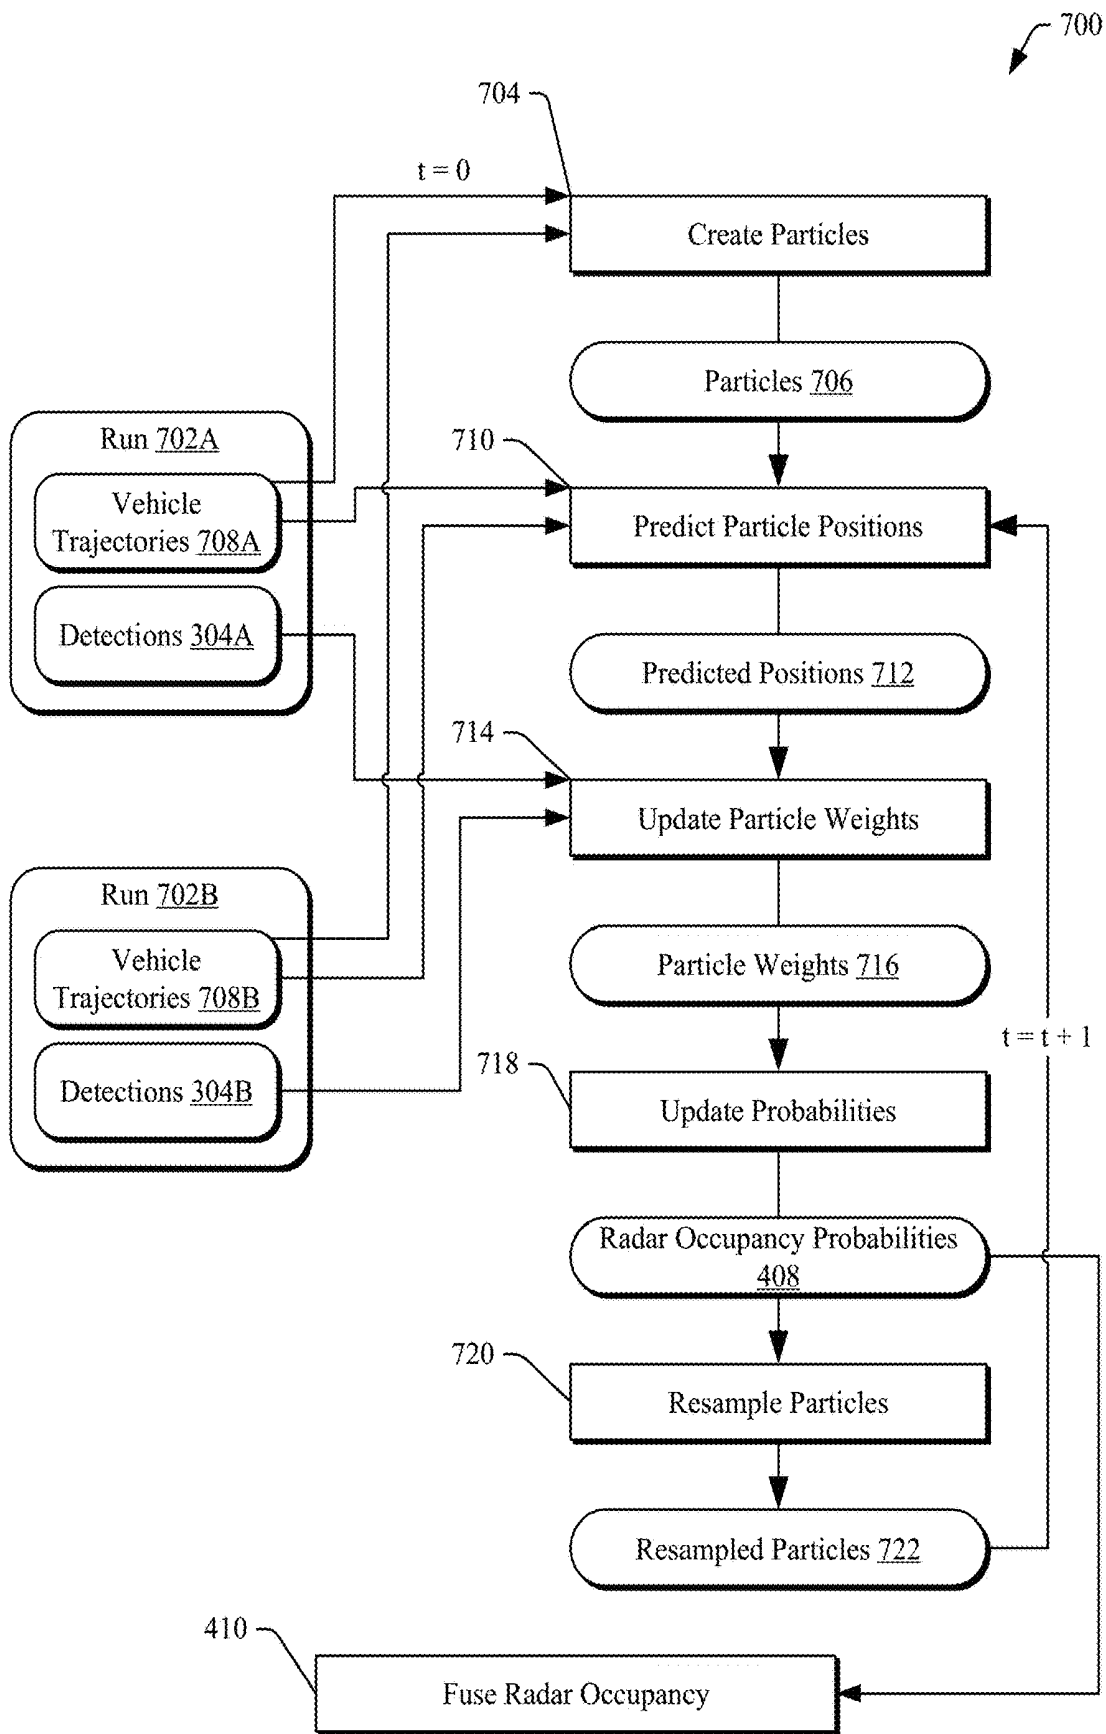 700
704
t = 0
Create Particles
Particles 706
Run 702A
Vehicle
Trajectories 708A
Detections 304A
710
Predict Particle Positions
Predicted Positions 712
714
Update Particle Weights
Run 702B
Vehicle
Trajectories 708B
Detections 304B
Particle Weights 716
t = t + 1
718
Update Probabilities
Radar Occupancy Probabilities
408
720
Resample Particles
Resampled Particles 722
410
Fuse Radar Occupancy